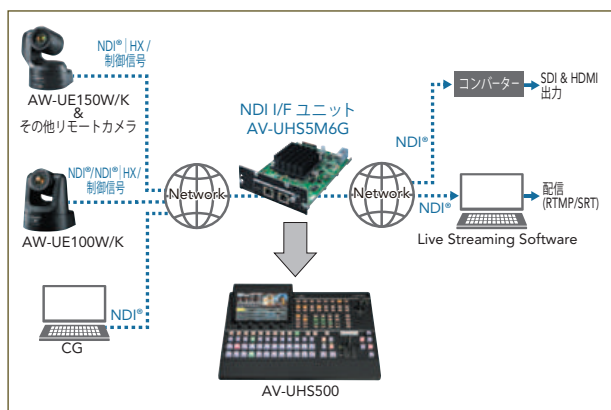 NDI®|HX /
制御信号
AW-UE150W/K
&
その他リモートカメラ
NDI®/NDI®|HX/
制御信号
AW-UE100W/K
NDI®
CG
Network
NDI I/F ユニット
AV-UHS5M6G
AV-UHS500
Network
NDI®
コンバーター
SDI & HDMI
出力
NDI®
配信
(RTMP/SRT)
Live Streaming Software